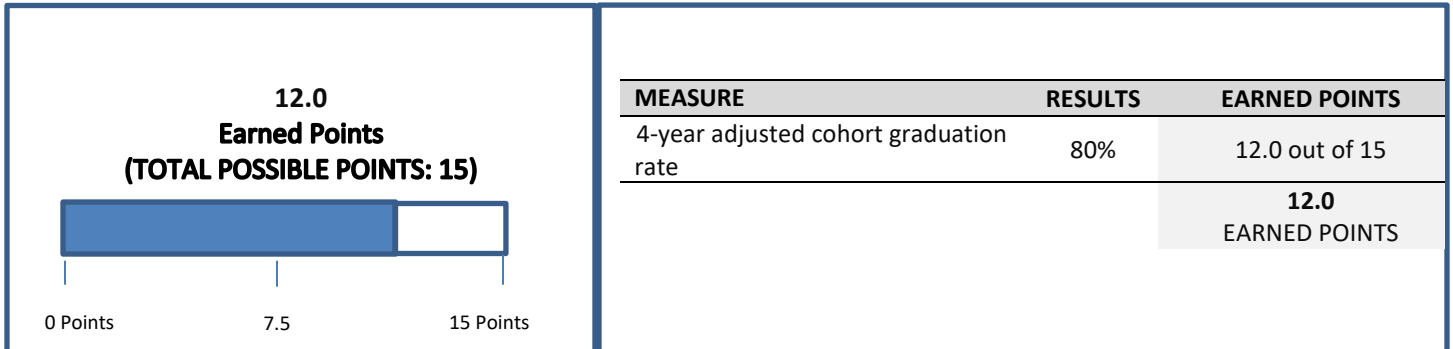 12.0
Earned Points
(TOTAL POSSIBLE POINTS: 15)
0 Points 7.5 15 Points
MEASURE RESULTS EARNED POINTS
4-year adjusted cohort graduation
rate 80% 12.0 out of 15
12.0
EARNED POINTS